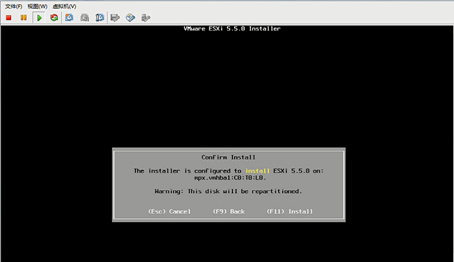 文件(F) 视图(W) 虚拟机(V)
VMware ESXi 5.5.0 Installer
Confirm Install
The installer is configured to install ESXi 5.5.0 on:
mpx.vmhba1:C0:T0:L0.
Warning: This disk will be repartitioned.
(Esc) Cancel (F9) Back (F11) Install